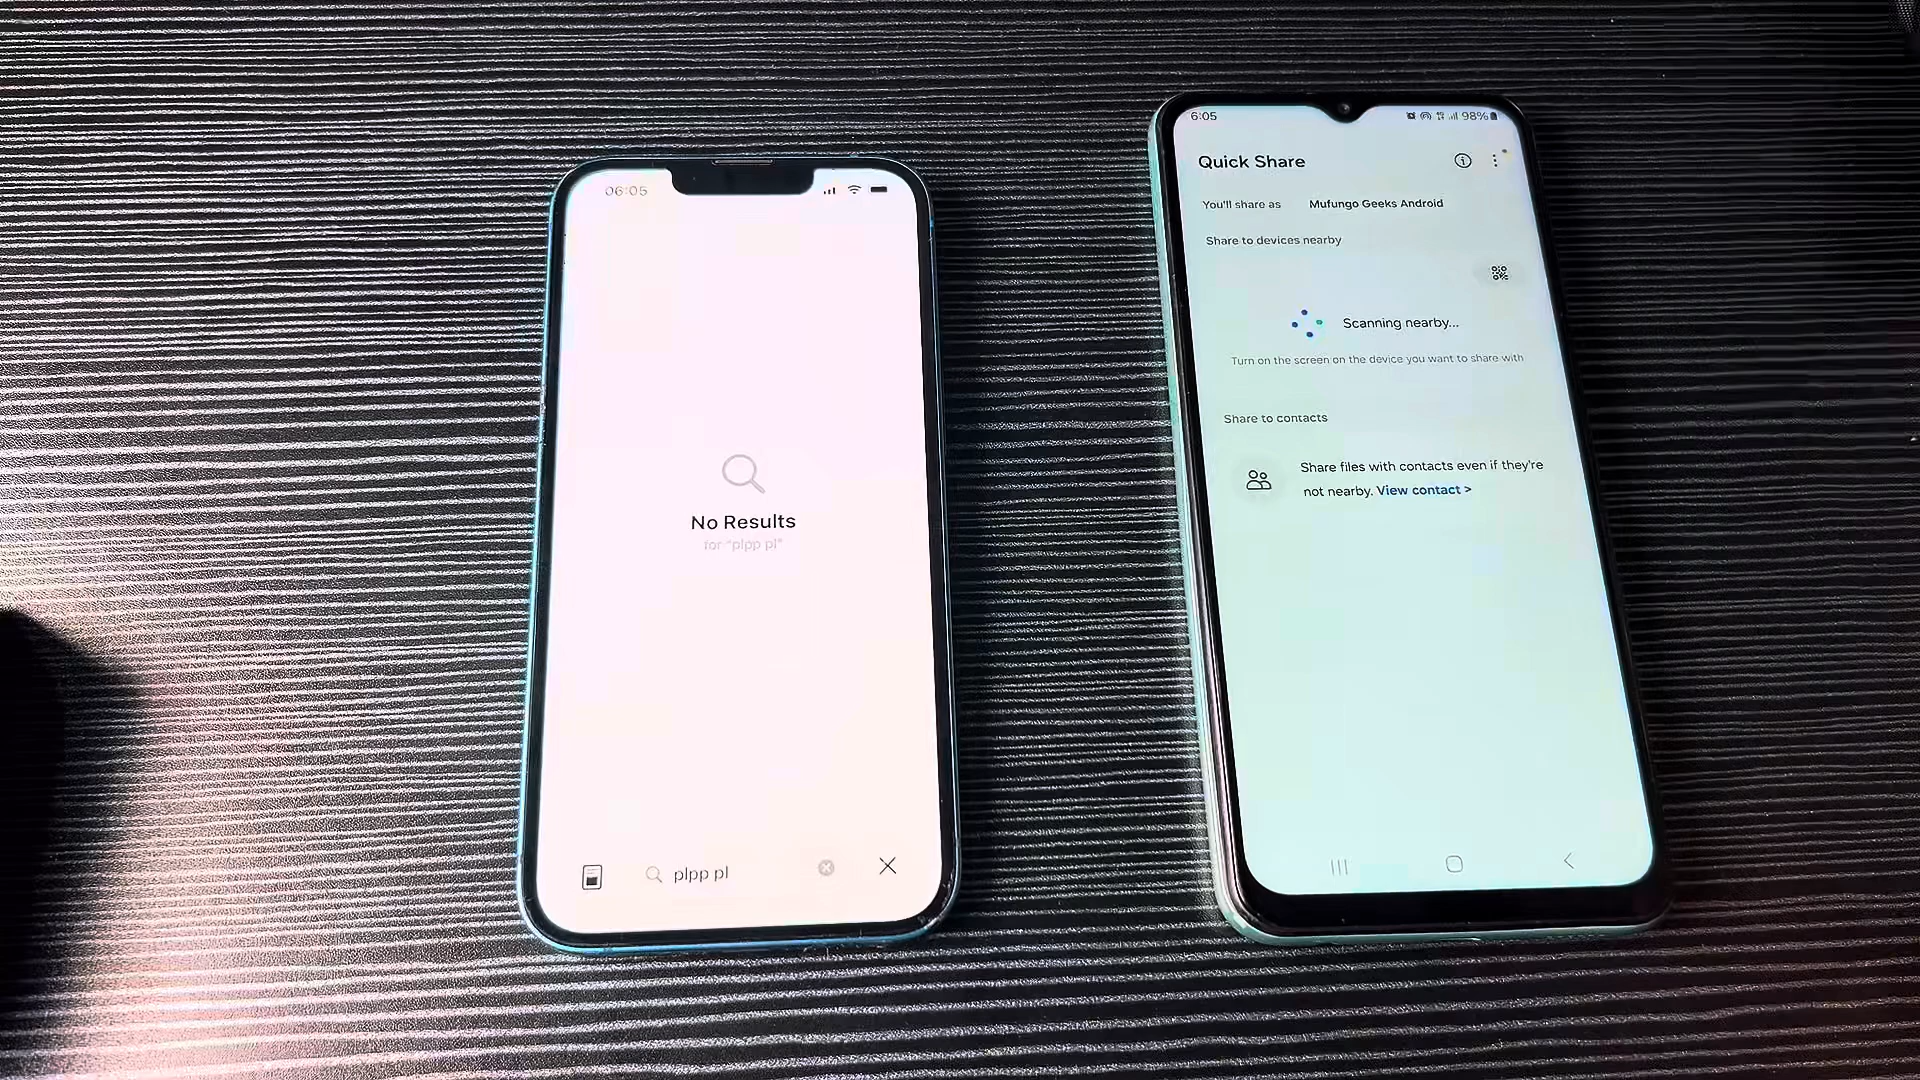 06:05
No Results
for "plpp pl"
plpp pl
6:05
98%
Quick Share
You'll share as Mufungo Geeks Android
Share to devices nearby
Scanning nearby...
Turn on the screen on the device you want to share with
Share to contacts
Share files with contacts even if they're
not nearby. View contact >